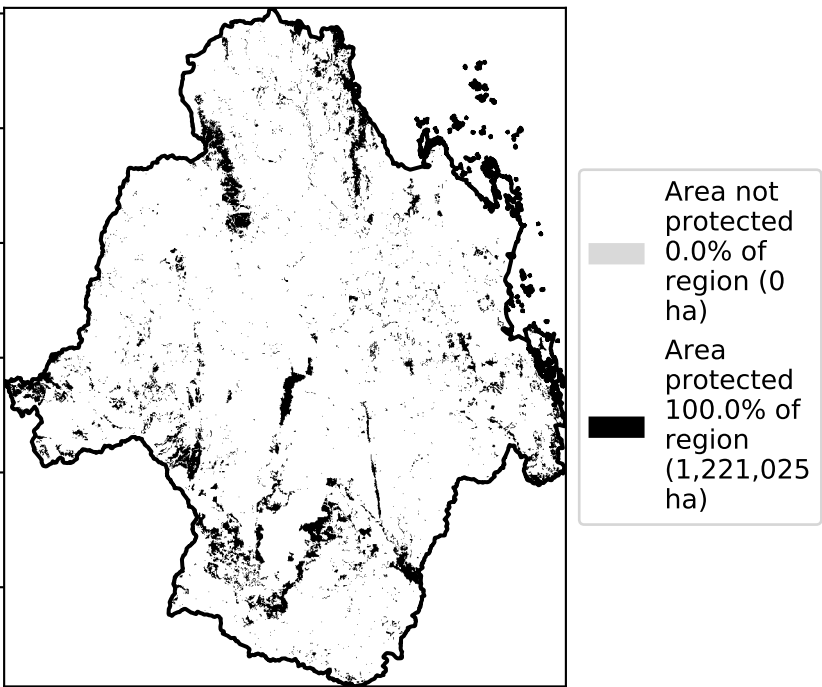 Area not
protected
0.0% of
region (0
ha)
Area
protected
100.0% of
region
(1,221,025
ha)